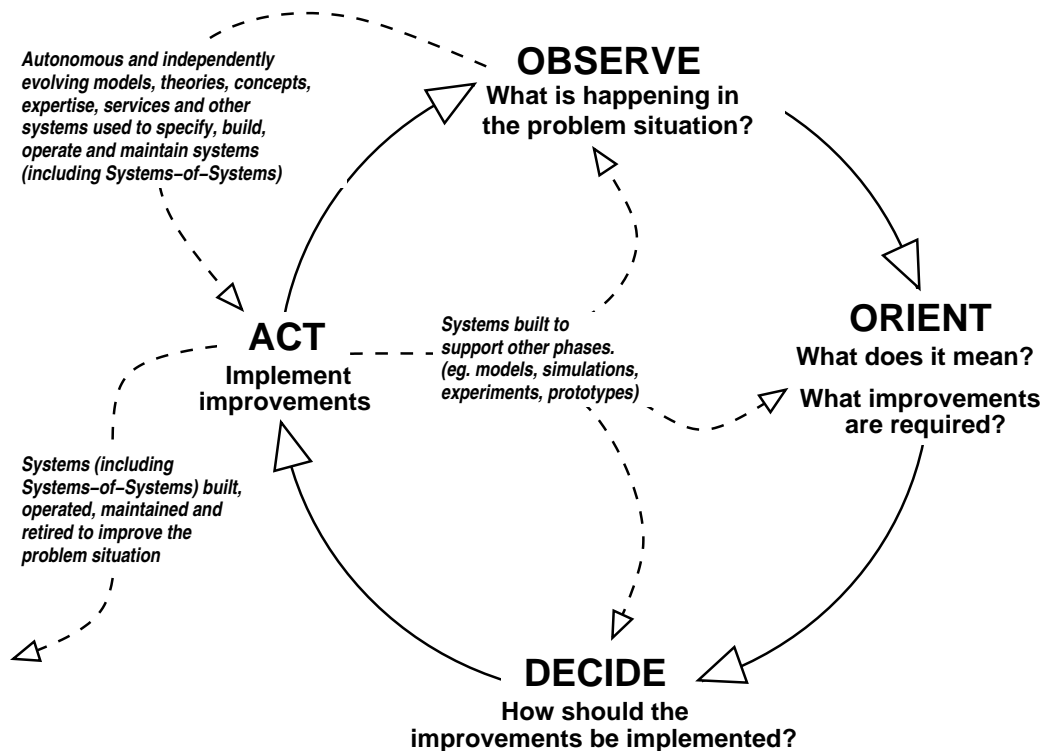 Autonomous and independently
evolving models, theories, concepts,
expertise, services and other
systems used to specify, build,
operate and maintain systems
(including Systems−of−Systems)
OBSERVE
What is happening in
the problem situation?
ORIENT
What does it mean?
What improvements
are required?
Systems built to
support other phases.
(eg. models, simulations,
experiments, prototypes)
ACT
Implement
improvements
Systems (including
Systems−of−Systems) built,
operated, maintained and
retired to improve the
problem situation
DECIDE
How should the
improvements be implemented?